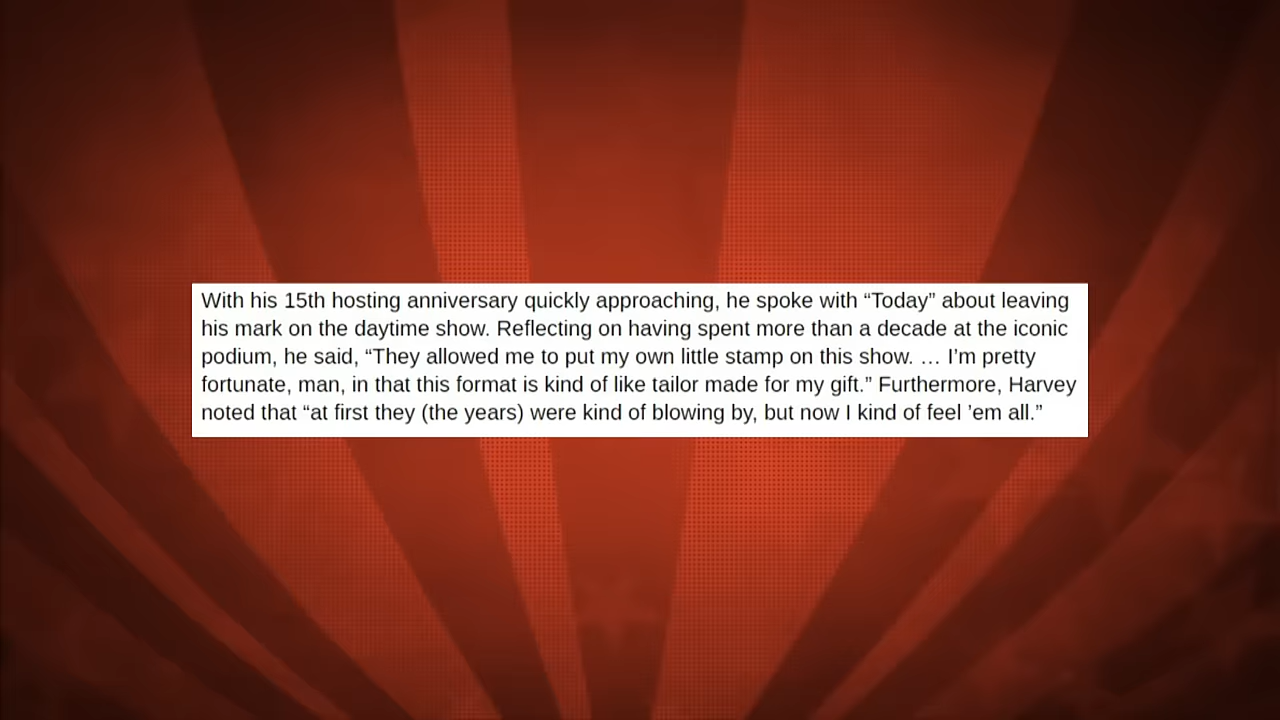 With his 15th hosting anniversary quickly approaching, he spoke with “Today” about leaving
his mark on the daytime show. Reflecting on having spent more than a decade at the iconic
podium, he said, “They allowed me to put my own little stamp on this show. … I’m pretty
fortunate, man, in that this format is kind of like tailor made for my gift.” Furthermore, Harvey
noted that “at first they (the years) were kind of blowing by, but now I kind of feel ’em all.”